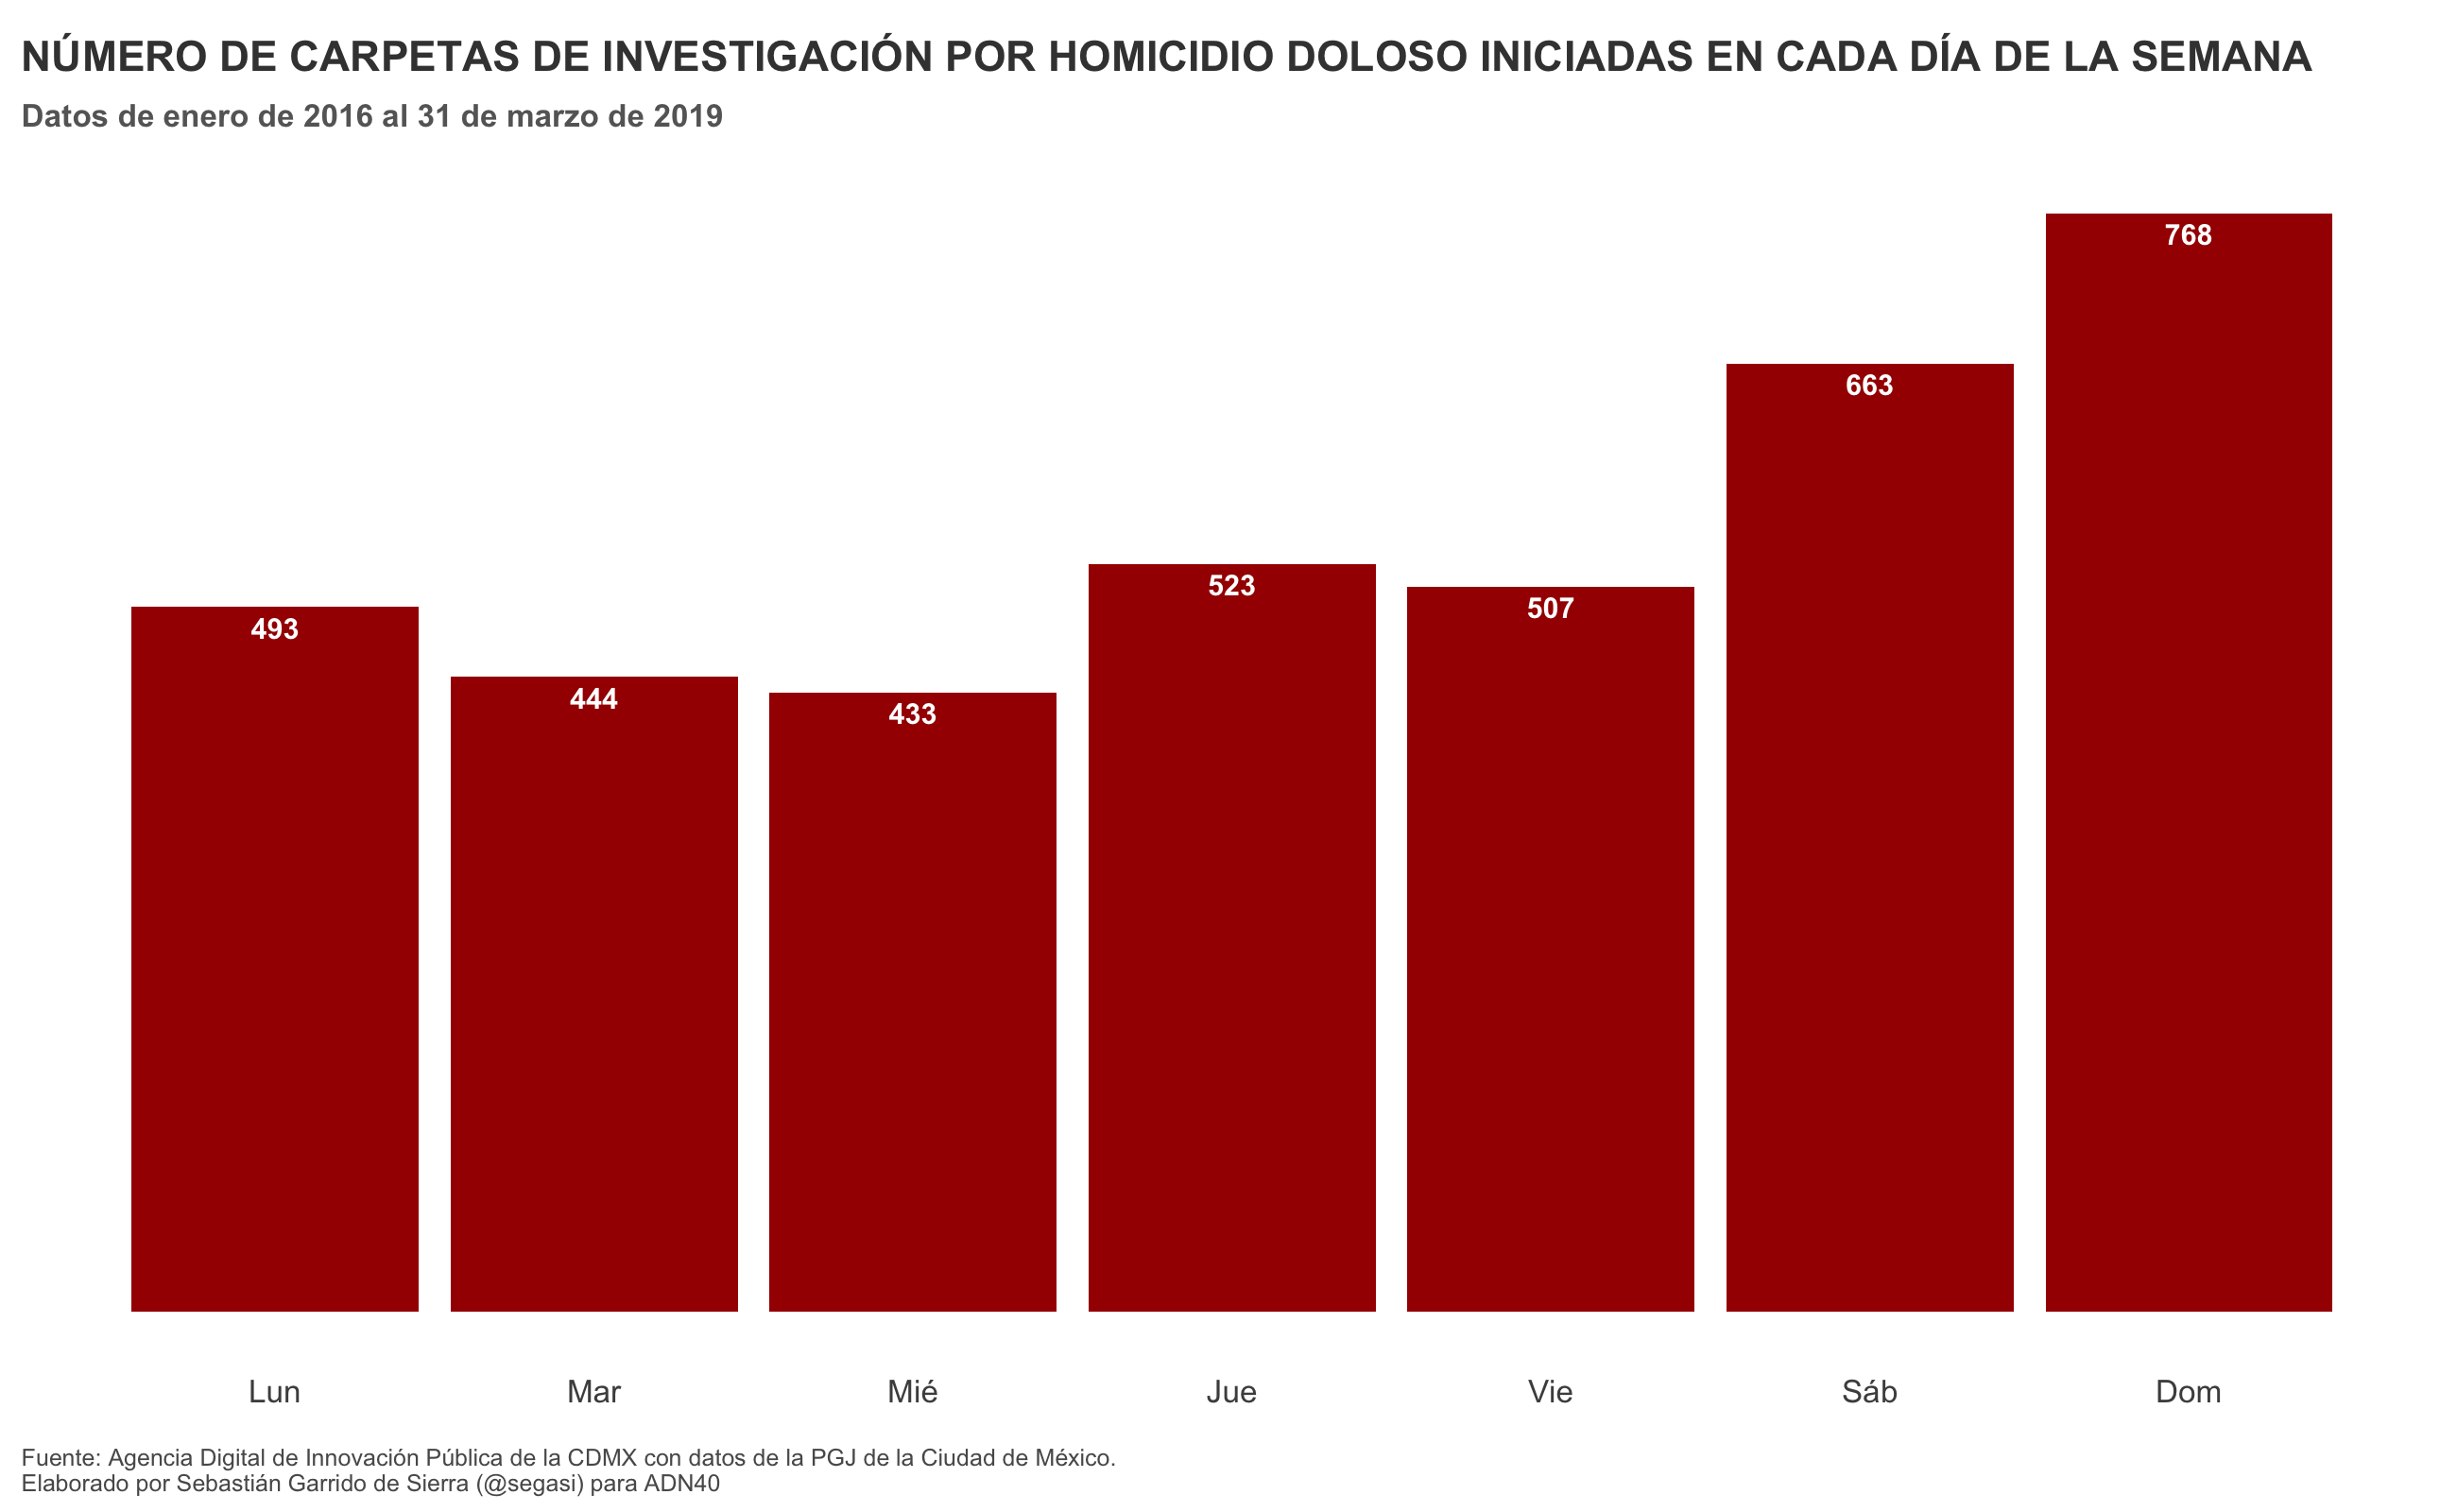 NÚMERO DE CARPETAS DE INVESTIGACIÓN POR HOMICIDIO DOLOSO INICIADAS EN CADA DÍA DE LA SEMANA
Datos de enero de 2016 al 31 de marzo de 2019
768
663
523
507
493
444
433
Lun Mar Mié Jue Vie Sáb Dom
Fuente: Agencia Digital de Innovación Pública de la CDMX con datos de la PGJ de la Ciudad de México.
Elaborado por Sebastián Garrido de Sierra (@segasi) para ADN40